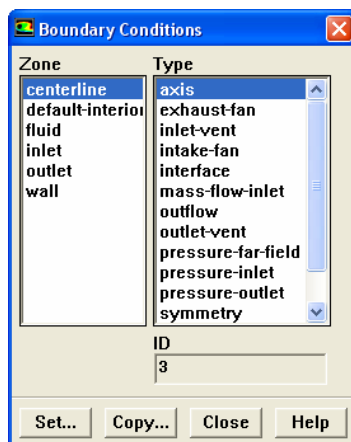 Boundary Conditions
Zone
centerline
default-interior
fluid
inlet
outlet
wall
Type
axis
exhaust-fan
inlet-vent
intake-fan
interface
mass-flow-inlet
outflow
outlet-vent
pressure-far-field
pressure-inlet
pressure-outlet
symmetry
ID
3
Set...
Copy...
Close
Help